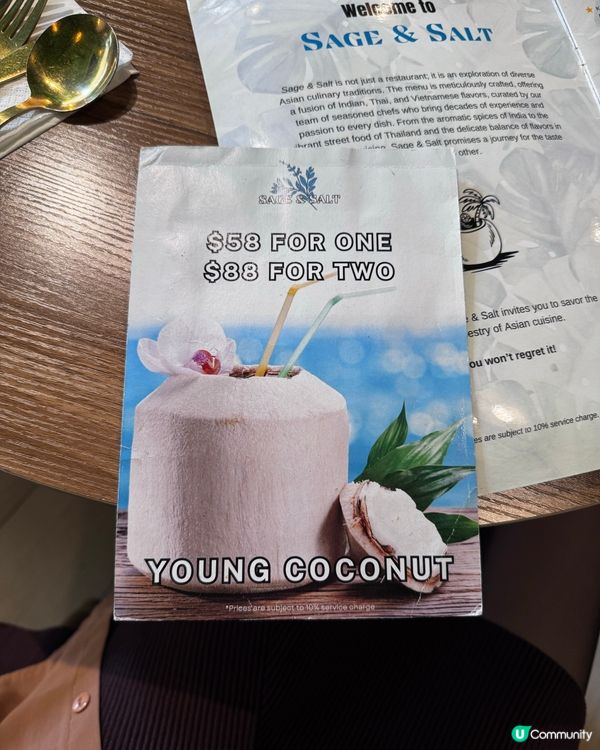 Welcome to
SAGE & SALT
Sage & Salt is not just a restaurant, it is an exploration of diverse
Asian culinary traditions. The menu is meticulously crafted, offering
a fusion of Indian, Thai, and Vietnamese flavors, curated by our
team of seasoned chefs who bring decades of experience and
passion to every dish. From the aromatic spices of India to the
street food of Thailand and the delicate balance of flavors in
Sage & Salt promises a journey for the taste
other.
SAGE & SALT
$58 FOR ONE
$88 FOR TWO
& Salt invites you to savor the
of Asian cuisine.
you won't regret it!
are subject to 10% service charge.
YOUNG COCONUT
*Prices are subject to 10% service charge
U Community